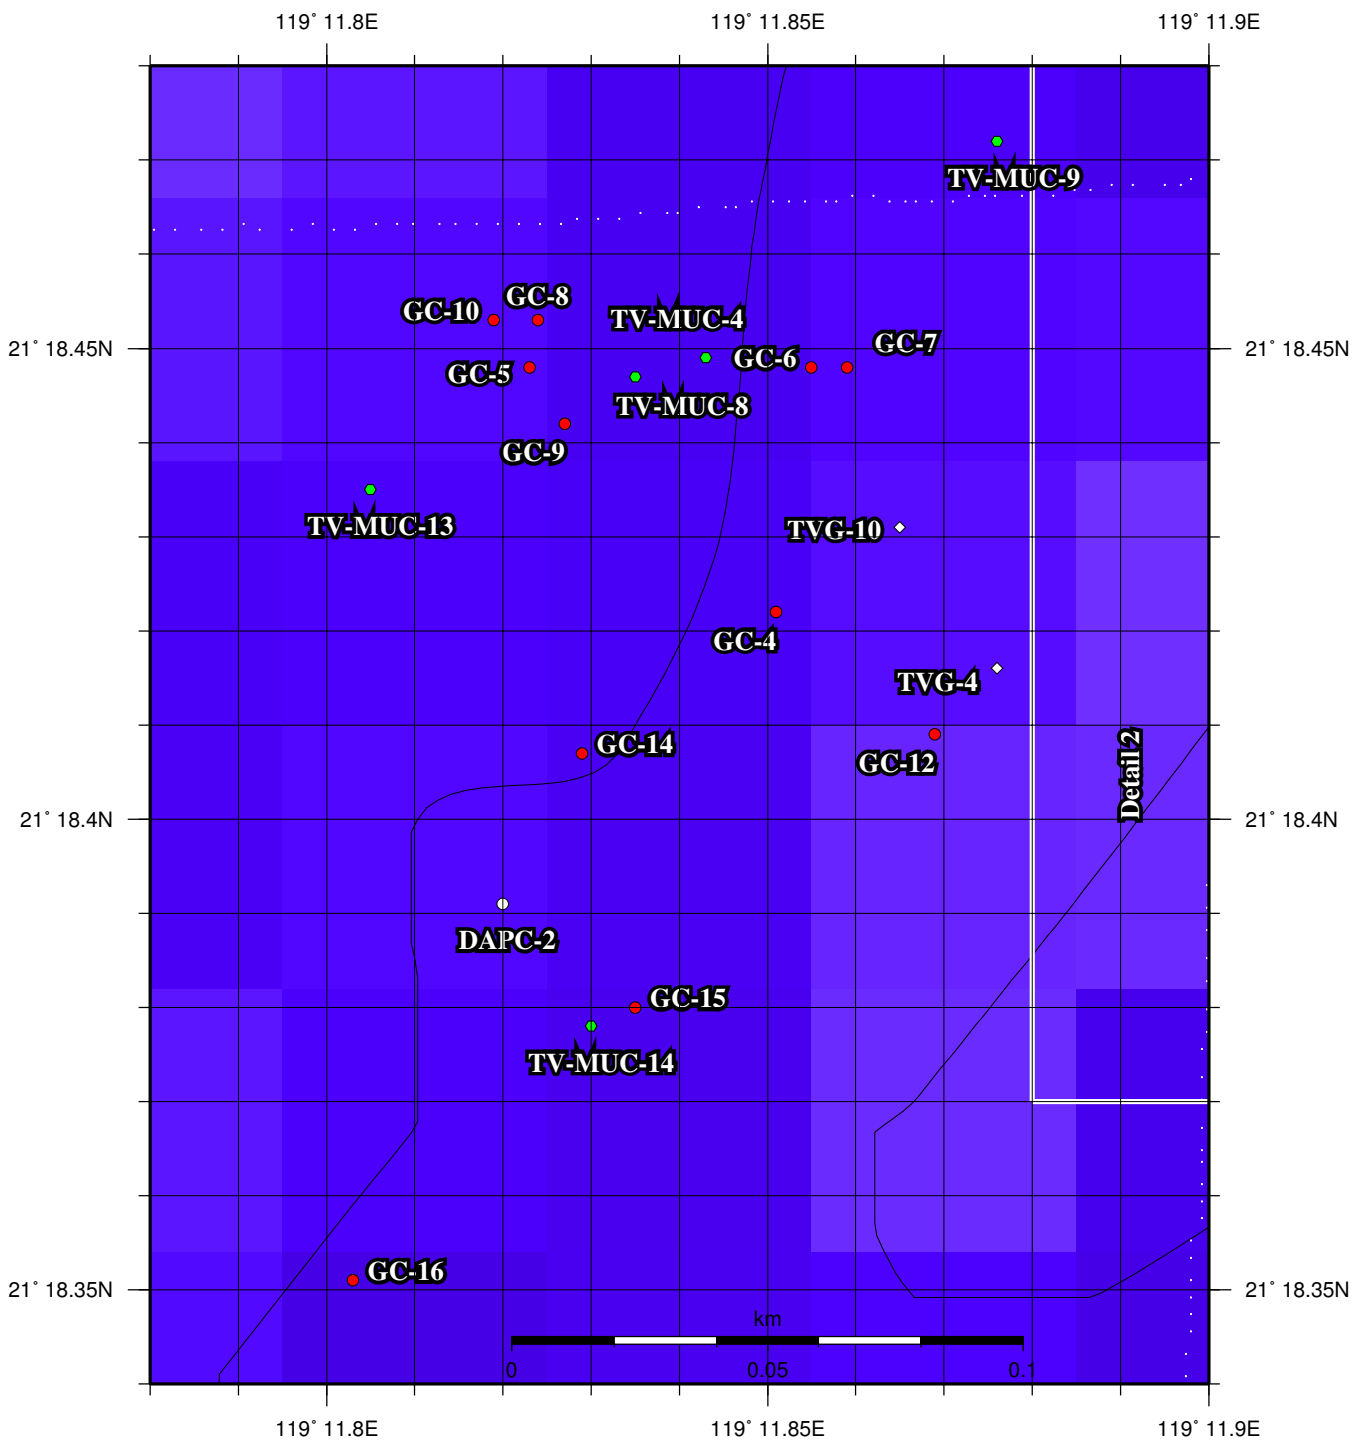 119° 11.8E
119° 11.85E
119° 11.9E
TV-MUC-9
GC-8
GC-10
TV-MUC-4
GC-7
21° 18.45N
21° 18.45N
GC-6
GC-5
TV-MUC-8
GC-9
TV-MUC-13
TVG-10
GC-4
TVG-4
GC-14
GC-12
Detail 2
21° 18.4N
21° 18.4N
DAPC-2
GC-15
TV-MUC-14
GC-16
21° 18.35N
21° 18.35N
km
0
0.05
0.1
119° 11.8E
119° 11.85E
119° 11.9E